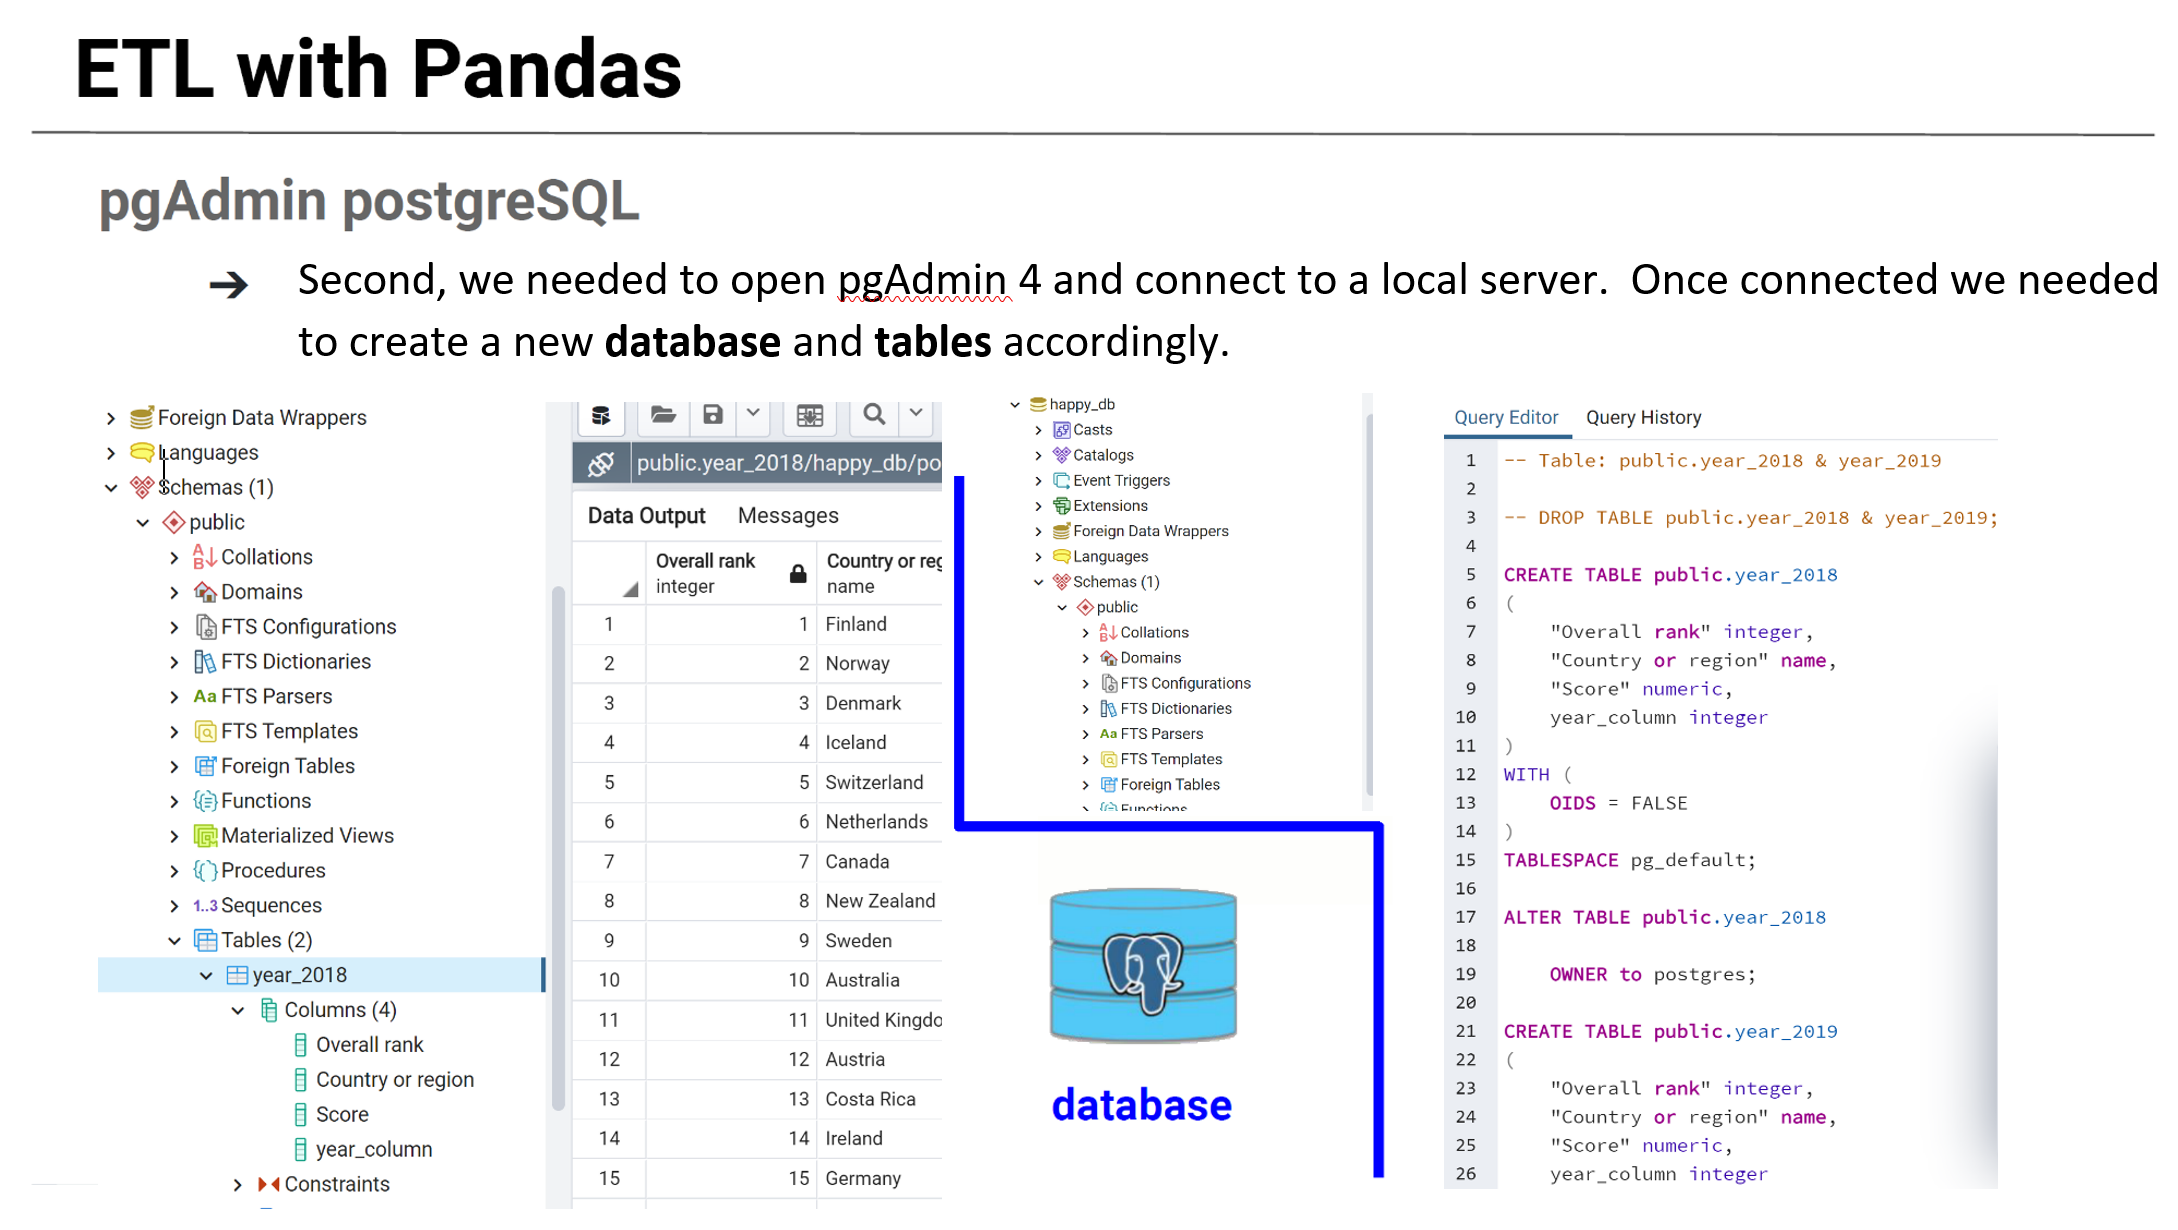 ETL with Pandas
pgAdmin postgreSQL
➔ Second, we needed to open pgAdmin 4 and connect to a local server.  Once connected we needed
to create a new database and tables accordingly.
Foreign Data Wrappers
Languages
Schemas (1)
public
Collations
Domains
FTS Configurations
FTS Dictionaries
Aa FTS Parsers
FTS Templates
Foreign Tables
Functions
Materialized Views
Procedures
1..3 Sequences
Tables (2)
year_2018
Columns (4)
Overall rank
Country or region
Score
year_column
Constraints
public.year_2018/happy_db/po
Data Output Messages
Overall rank Country or reg
integer name
1 1 Finland
2 2 Norway
3 3 Denmark
4 4 Iceland
5 5 Switzerland
6 6 Netherlands
7 7 Canada
8 8 New Zealand
9 9 Sweden
10 10 Australia
11 11 United Kingdo
12 12 Austria
13 13 Costa Rica
14 14 Ireland
15 15 Germany
happy_db
Casts
Catalogs
Event Triggers
Extensions
Foreign Data Wrappers
Languages
Schemas (1)
public
Collations
Domains
FTS Configurations
FTS Dictionaries
Aa FTS Parsers
FTS Templates
Foreign Tables
Functions
database
Query Editor Query History
1 -- Table: public.year_2018 & year_2019
2
3 -- DROP TABLE public.year_2018 & year_2019;
4
5 CREATE TABLE public.year_2018
6 (
7 "Overall rank" integer,
8 "Country or region" name,
9 "Score" numeric,
10 year_column integer
11 )
12 WITH (
13 OIDS = FALSE
14 )
15 TABLESPACE pg_default;
16
17 ALTER TABLE public.year_2018
18
19 OWNER to postgres;
20
21 CREATE TABLE public.year_2019
22 (
23 "Overall rank" integer,
24 "Country or region" name,
25 "Score" numeric,
26 year_column integer